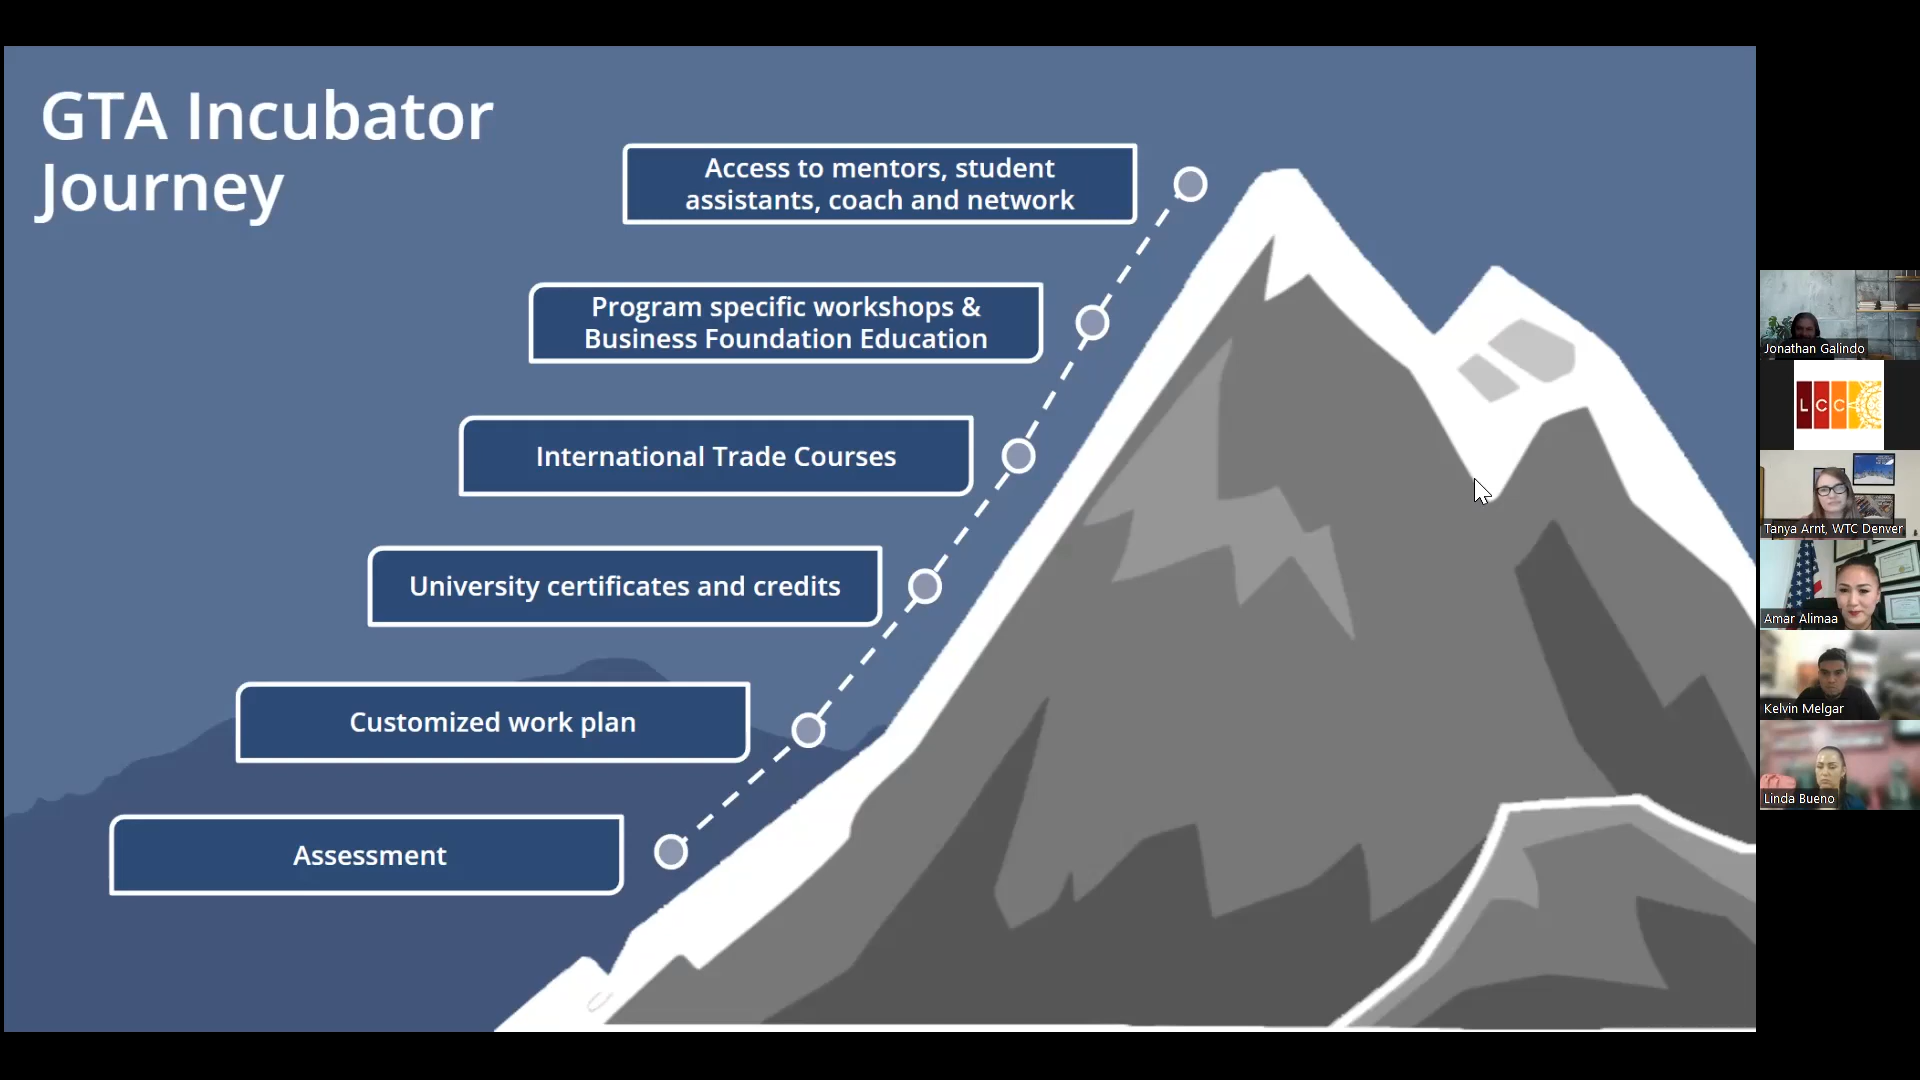 GTA Incubator
Journey
Access to mentors, student
assistants, coach and network
Program specific workshops &
Business Foundation Education
International Trade Courses
University certificates and credits
Customized work plan
Assessment
Jonathan Galindo
LCCC
Tanya Arnt, WTC Denver
Amar Alimaa
Kelvin Melgar
Linda Bueno